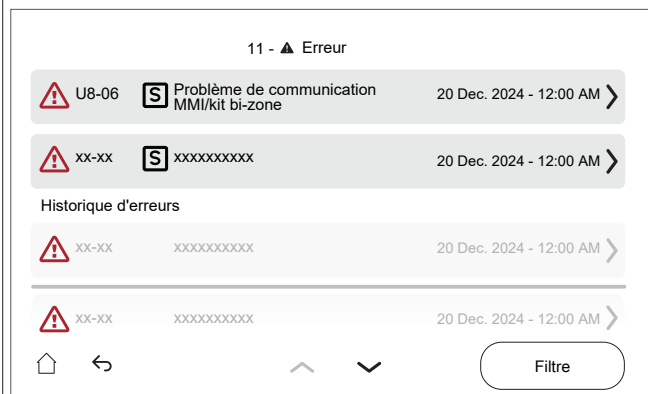 11 - Erreur
U8-06 S Problème de communication 20 Dec. 2024 - 12:00 AM
MMI/kit bi-zone
xx-xx S xxxxxxxxxx 20 Dec. 2024 - 12:00 AM
Historique d'erreurs
xx-xx xxxxxxxxxx 20 Dec. 2024 - 12:00 AM
xx-xx xxxxxxxxxx 20 Dec. 2024 - 12:00 AM
Filtre